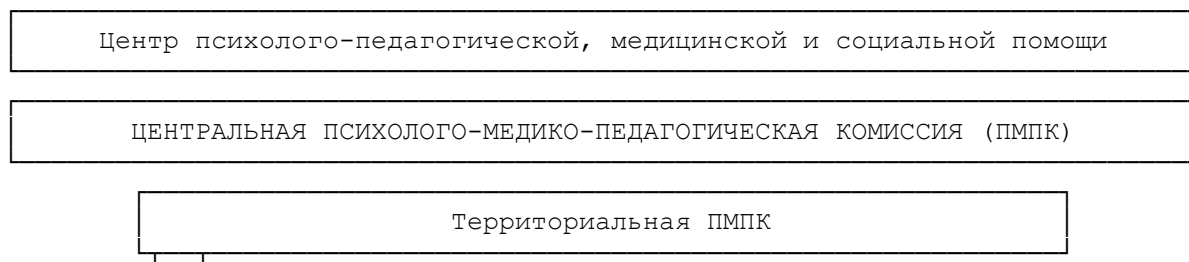 Центр психолого-педагогической, медицинской и социальной помощи
ЦЕНТРАЛЬНАЯ ПСИХОЛОГО-МЕДИКО-ПЕДАГОГИЧЕСКАЯ КОМИССИЯ (ПМПК)
Территориальная ПМПК